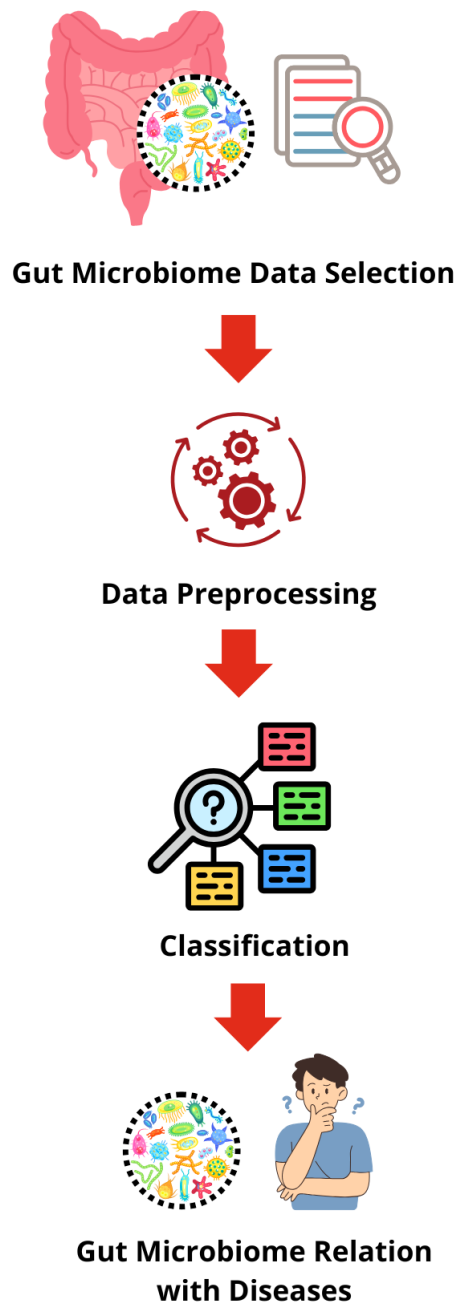 Gut Microbiome Data Selection
Data Preprocessing
?
Classification
? ?
Gut Microbiome Relation
with Diseases